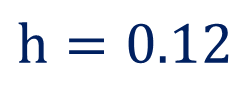 h = 0.12